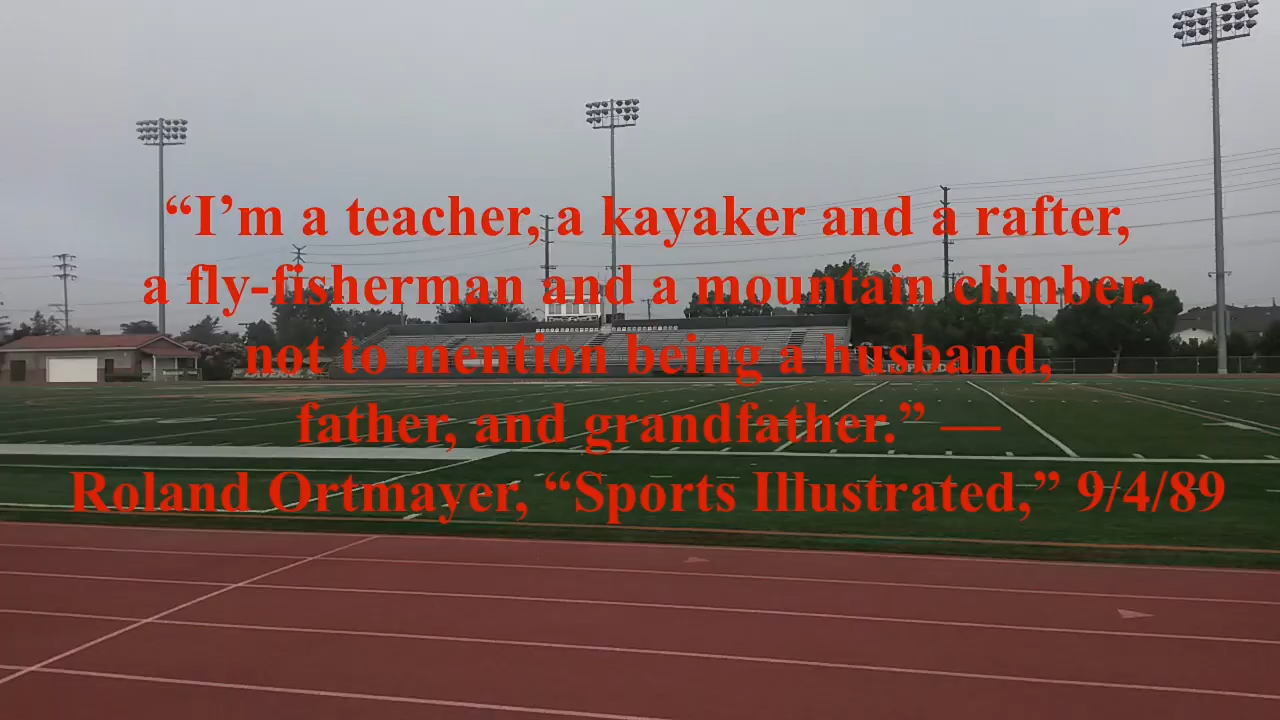 “I’m a teacher, a kayaker and a rafter,
a fly-fisherman and a mountain climber,
not to mention being a husband,
father, and grandfather.” —
Roland Ortmayer, “Sports Illustrated,” 9/4/89